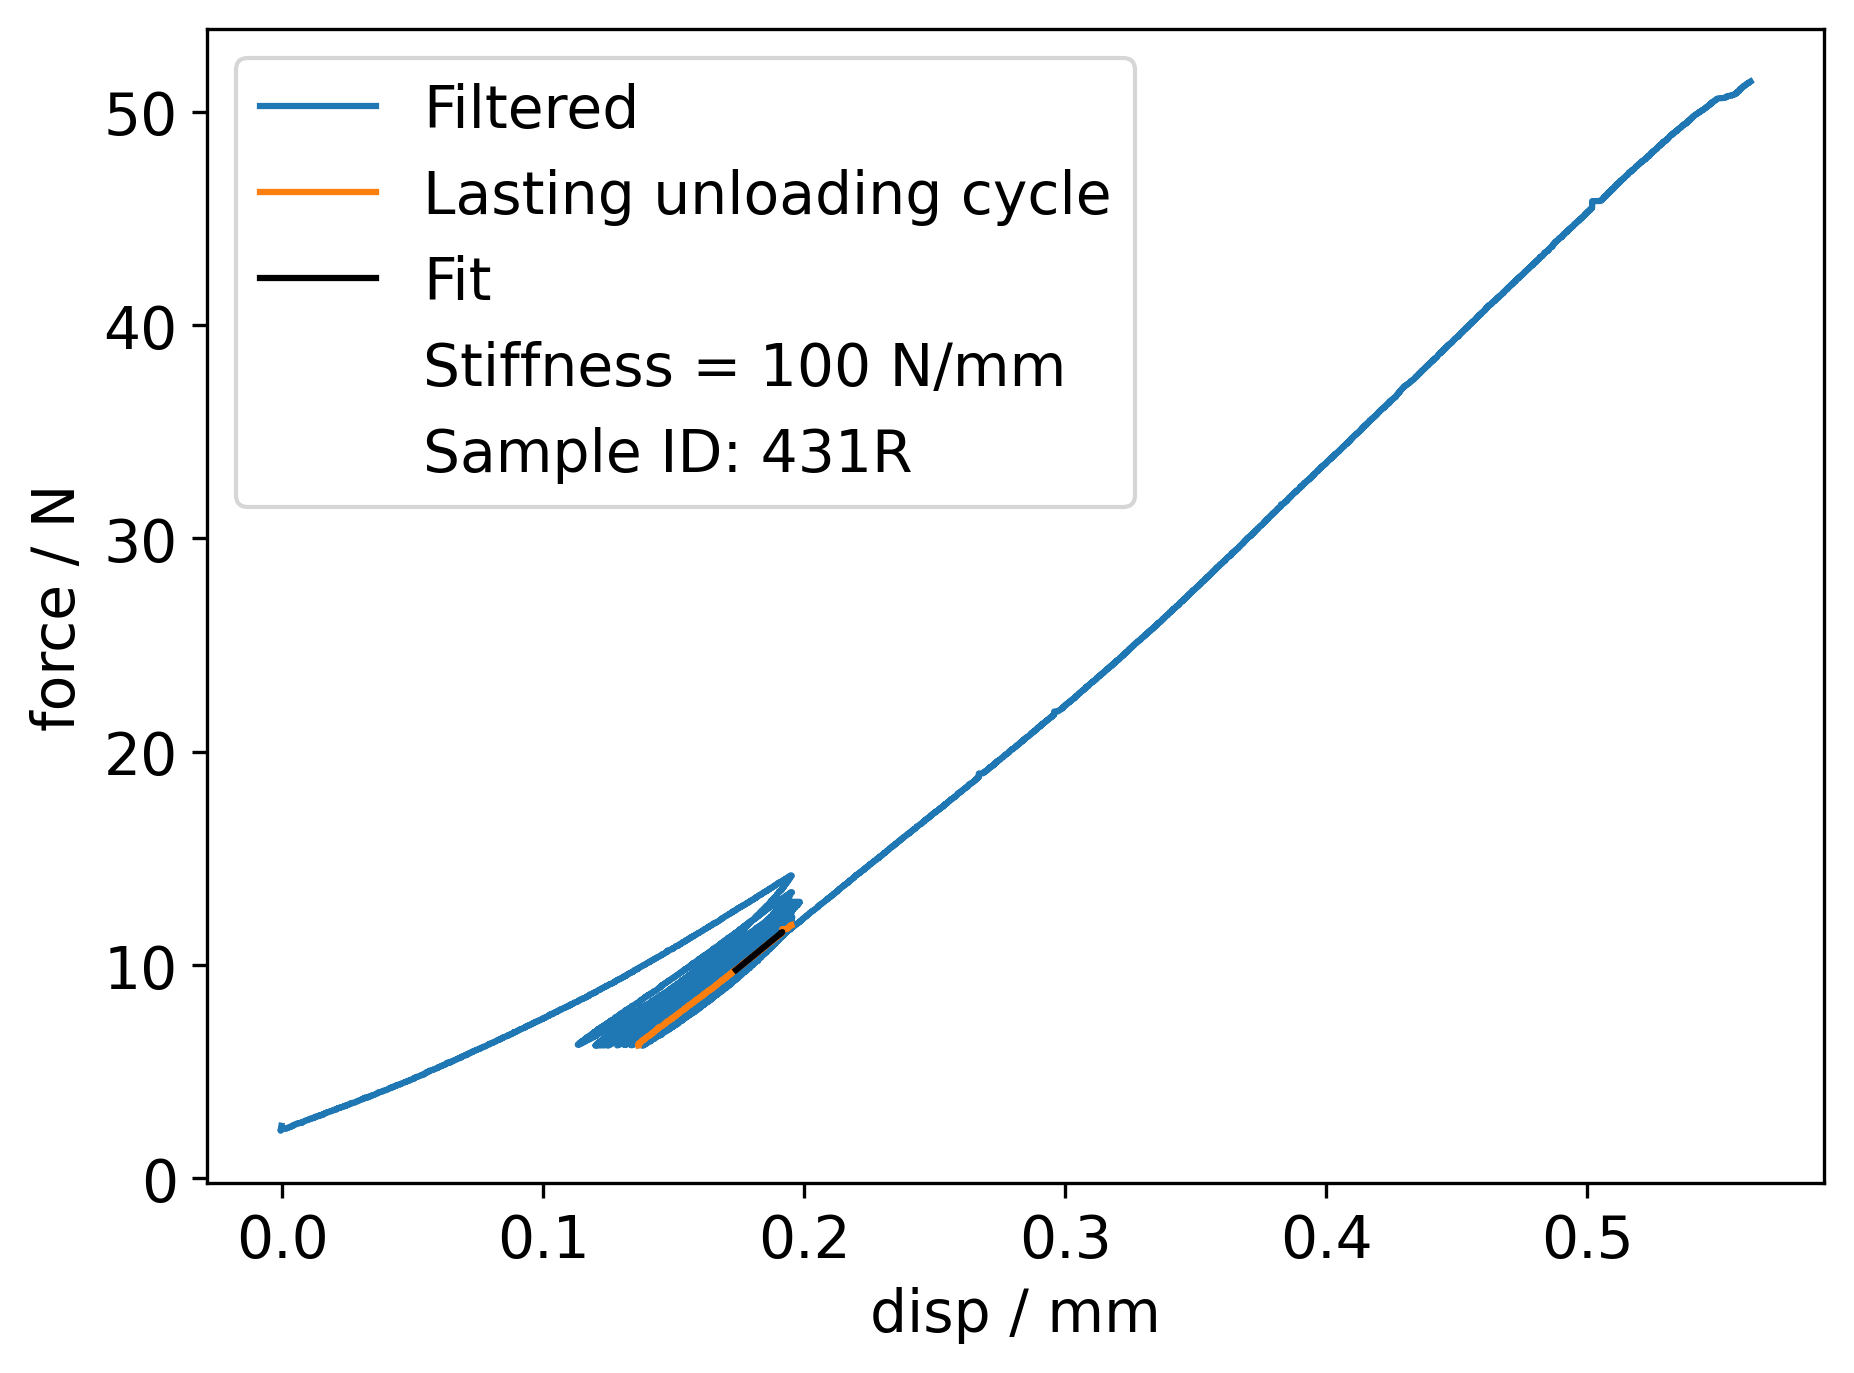 Filtered
Lasting unloading cycle
Fit
Stiffness = 100 N/mm
Sample ID: 431R
50
40
30
20
10
0
force / N
0.0 0.1 0.2 0.3 0.4 0.5
disp / mm